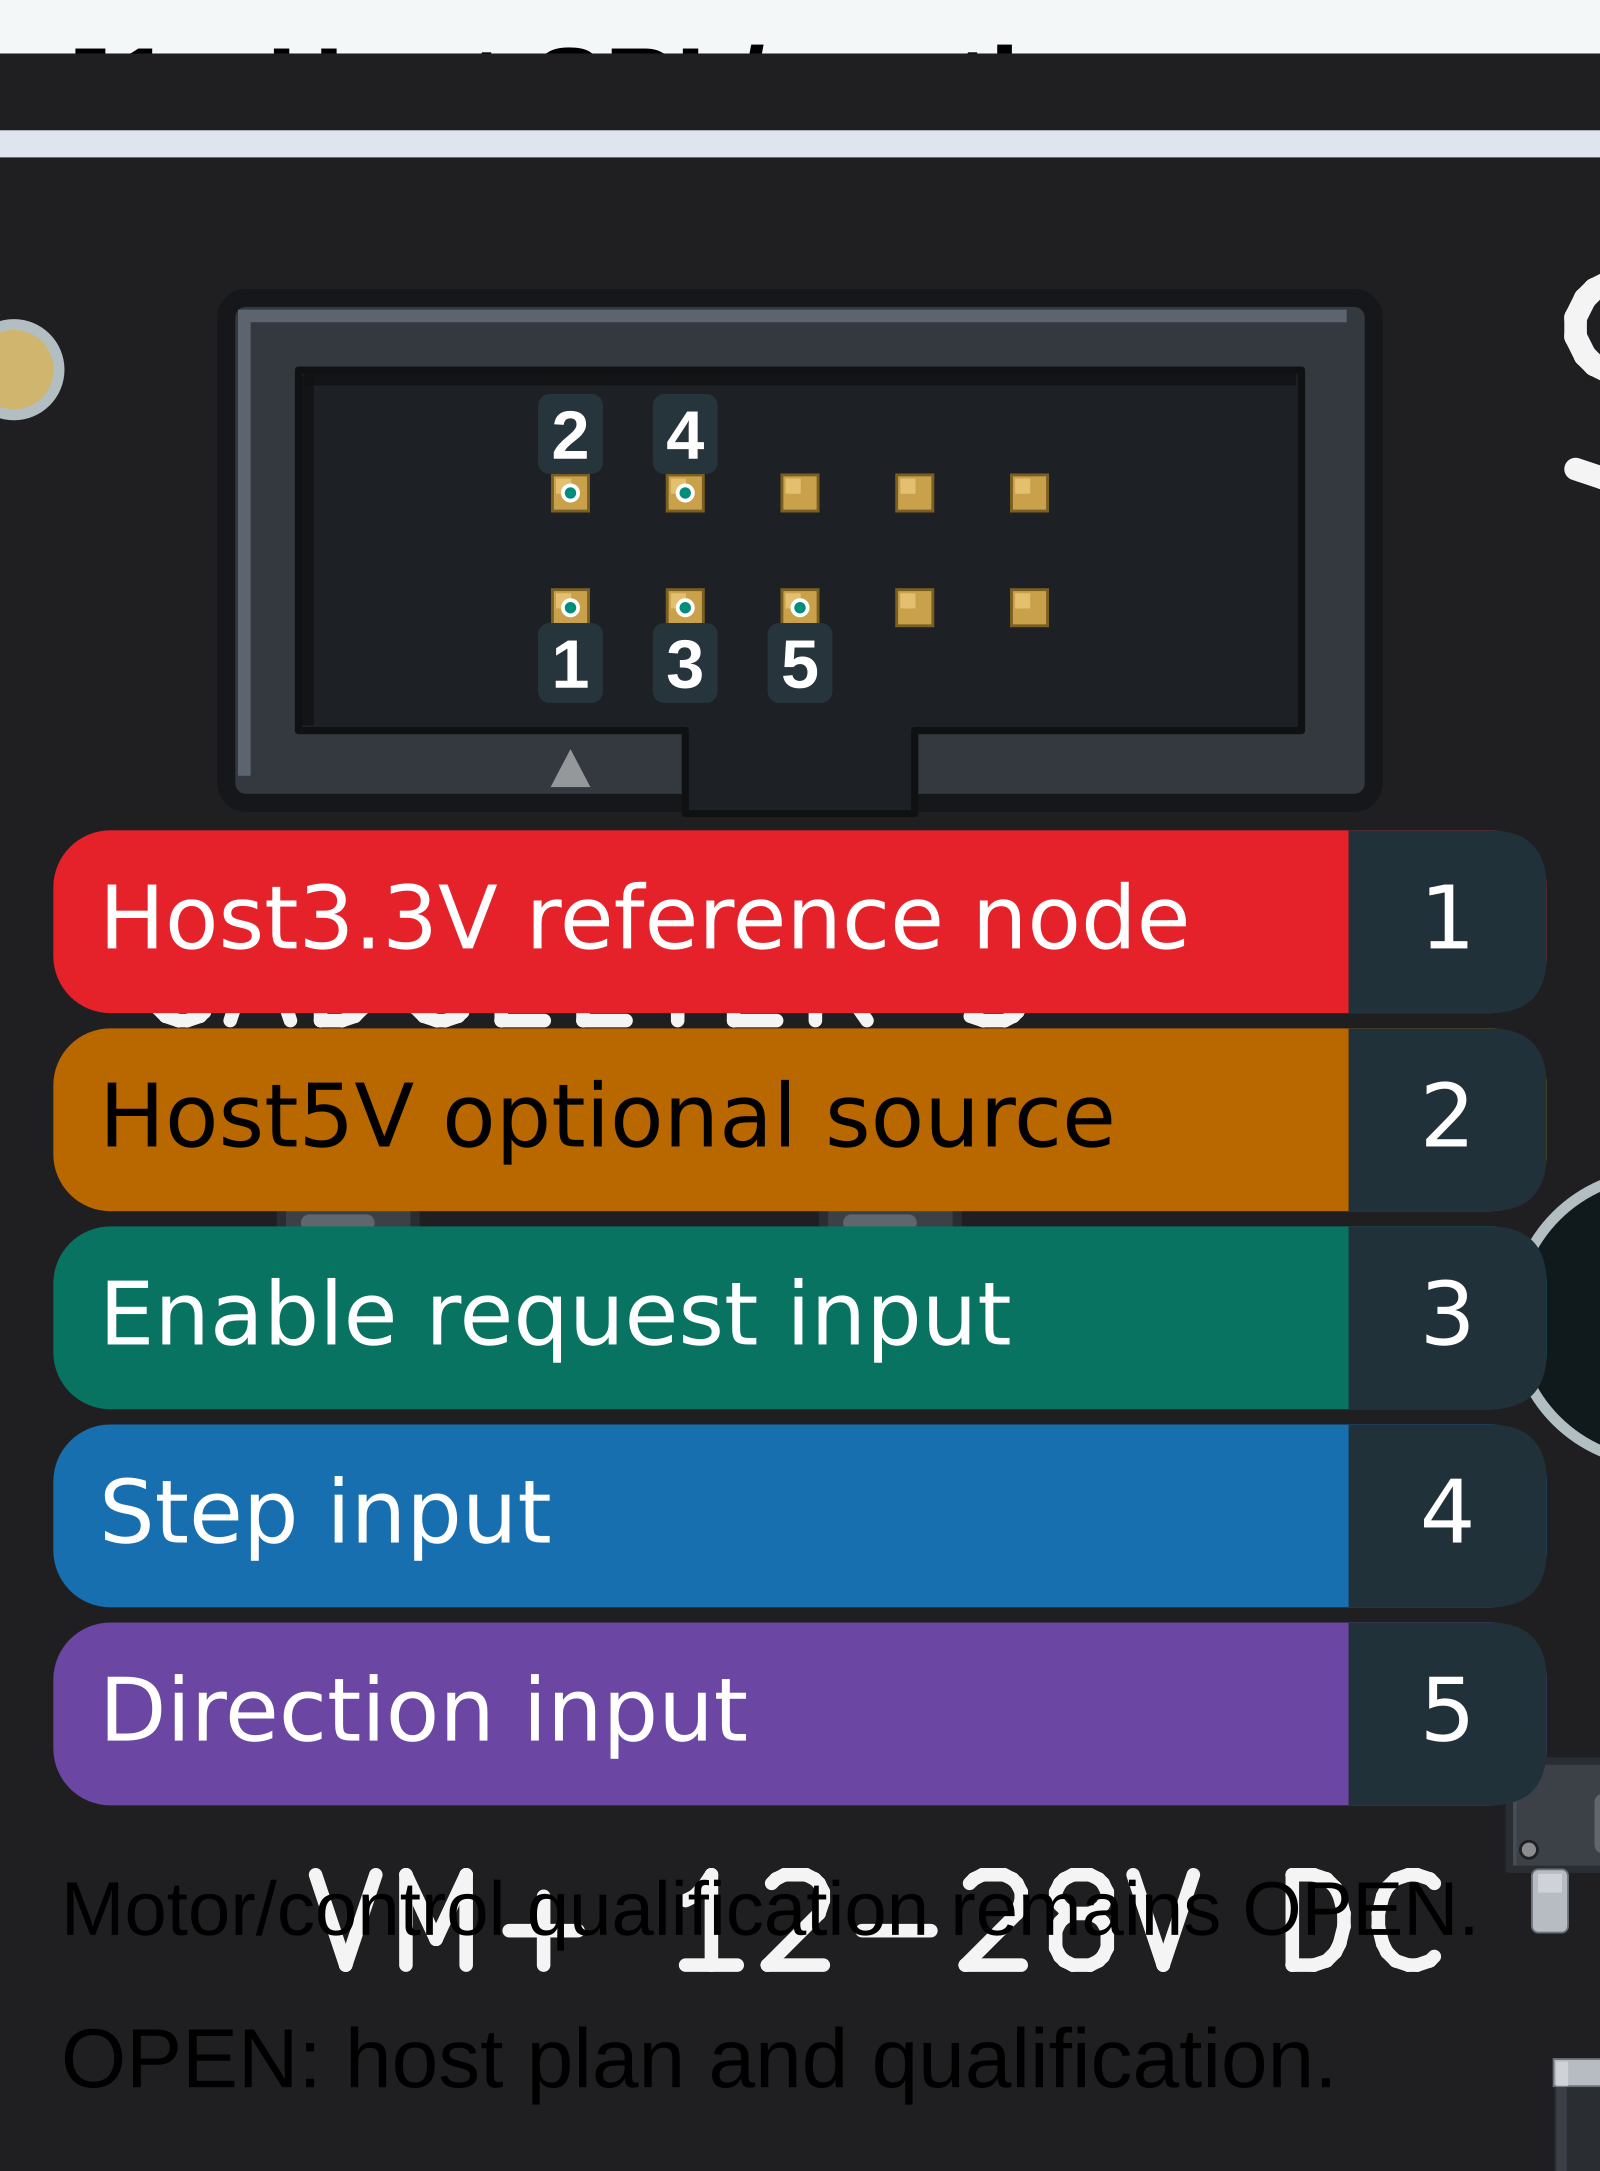 2 4
1 3 5
Host3.3V reference node 1
Host5V optional source 2
Enable request input 3
Step input 4
Direction input 5
Motor/control qualification remains OPEN.
VM+ 12-28V DC
OPEN: host plan and qualification.